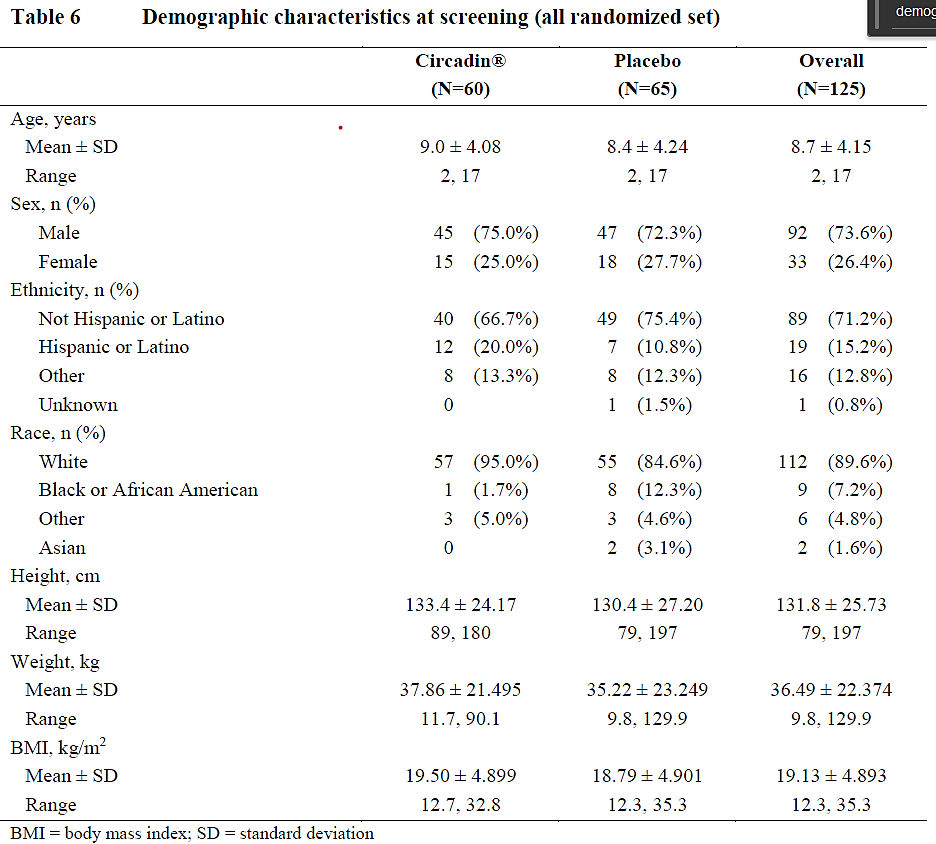 demog
Table 6 Demographic characteristics at screening (all randomized set)
Circadin® Placebo Overall
(N=60) (N=65) (N=125)
Age, years
Mean ± SD 9.0 ± 4.08 8.4 ± 4.24 8.7 ± 4.15
Range 2, 17 2, 17 2, 17
Sex, n (%)
Male 45 (75.0%) 47 (72.3%) 92 (73.6%)
Female 15 (25.0%) 18 (27.7%) 33 (26.4%)
Ethnicity, n (%)
Not Hispanic or Latino 40 (66.7%) 49 (75.4%) 89 (71.2%)
Hispanic or Latino 12 (20.0%) 7 (10.8%) 19 (15.2%)
Other 8 (13.3%) 8 (12.3%) 16 (12.8%)
Unknown 0 1 (1.5%) 1 (0.8%)
Race, n (%)
White 57 (95.0%) 55 (84.6%) 112 (89.6%)
Black or African American 1 (1.7%) 8 (12.3%) 9 (7.2%)
Other 3 (5.0%) 3 (4.6%) 6 (4.8%)
Asian 0 2 (3.1%) 2 (1.6%)
Height, cm
Mean ± SD 133.4 ± 24.17 130.4 ± 27.20 131.8 ± 25.73
Range 89, 180 79, 197 79, 197
Weight, kg
Mean ± SD 37.86 ± 21.495 35.22 ± 23.249 36.49 ± 22.374
Range 11.7, 90.1 9.8, 129.9 9.8, 129.9
BMI, kg/m²
Mean ± SD 19.50 ± 4.899 18.79 ± 4.901 19.13 ± 4.893
Range 12.7, 32.8 12.3, 35.3 12.3, 35.3
BMI = body mass index; SD = standard deviation